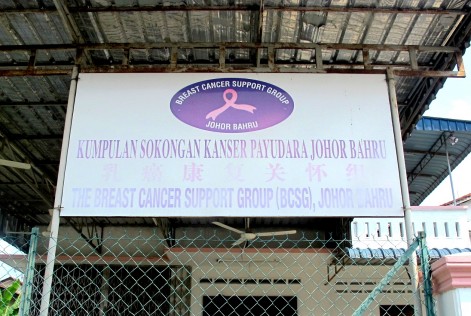 BREAST CANCER SUPPORT GROUP
JOHOR BAHRU
KUMPULAN SOKONGAN KANSER PAYUDARA JOHOR BAHRU
乳癌康复关怀组
THE BREAST CANCER SUPPORT GROUP (BCSG), JOHOR BAHRU